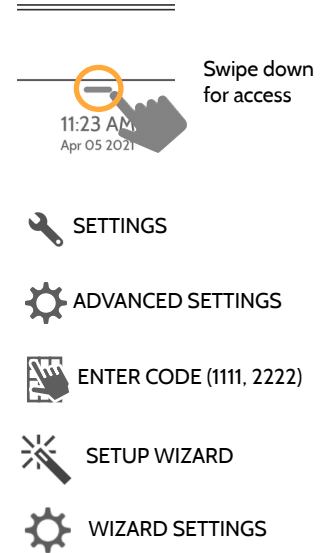 Swipe down
for access
11:23 AM
Apr 05 2021
SETTINGS
ADVANCED SETTINGS
ENTER CODE (1111, 2222)
SETUP WIZARD
WIZARD SETTINGS